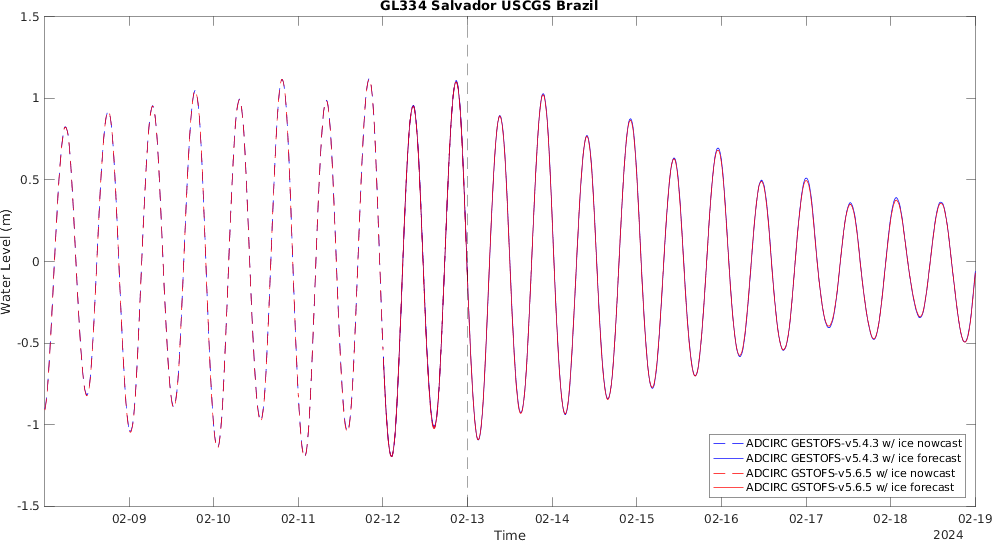 GL334 Salvador USCGS Brazil
1.5
1
0.5
0
-0.5
-1
-1.5
Water Level (m)
ADCIRC GESTOFS-v5.4.3 w/ ice nowcast
ADCIRC GESTOFS-v5.4.3 w/ ice forecast
ADCIRC GSTOFS-v5.6.5 w/ ice nowcast
ADCIRC GSTOFS-v5.6.5 w/ ice forecast
02-09 02-10 02-11 02-12 02-13 02-14 02-15 02-16 02-17 02-18 02-19
Time
2024